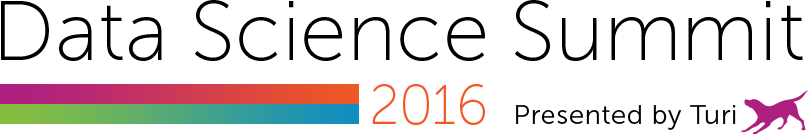 Data Science Summit
2016 Presented by Turi